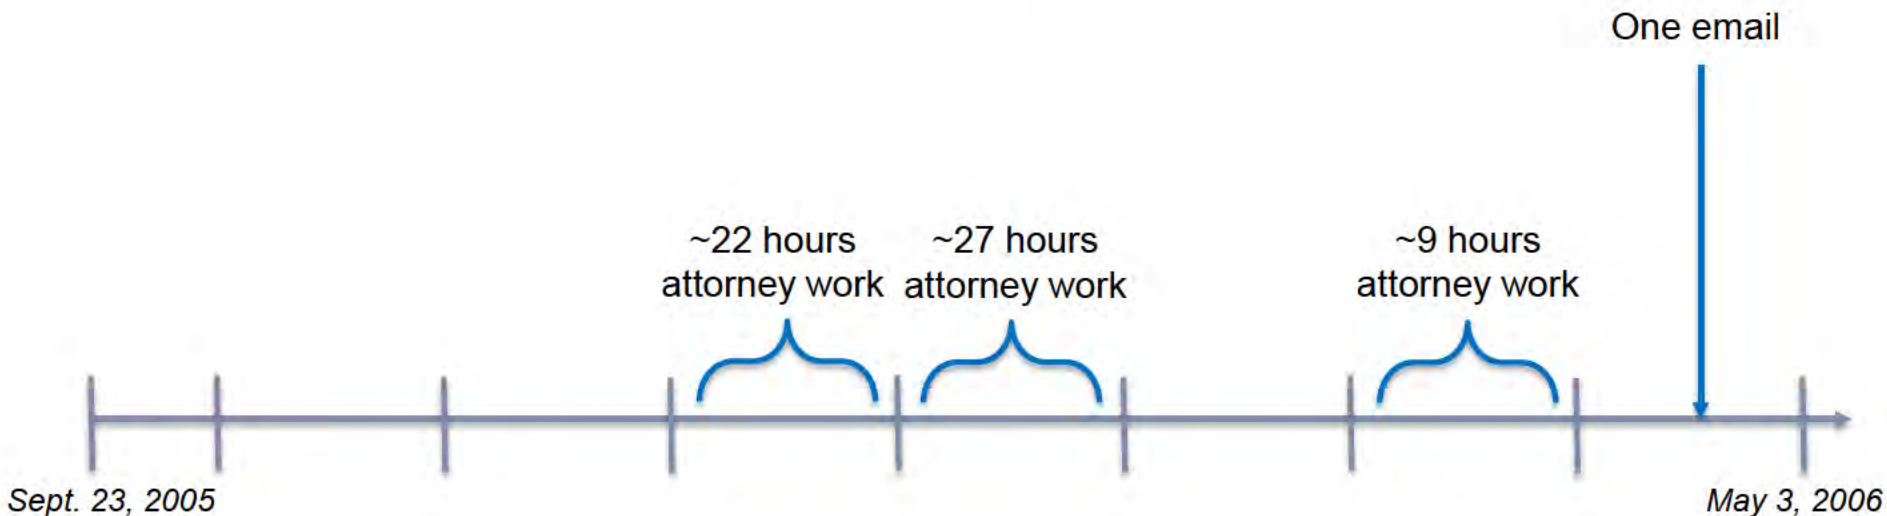 One email
~22 hours
attorney work
~27 hours
attorney work
~9 hours
attorney work
Sept. 23, 2005
May 3, 2006